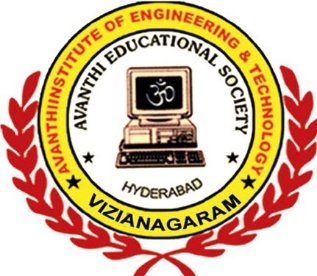 AVANTHIINSTITUTE OF ENGINEERING & TECHNOLOGY
AVANTHI EDUCATIONAL SOCIETY
ॐ
HYDERABAD
VIZIANAGARAM